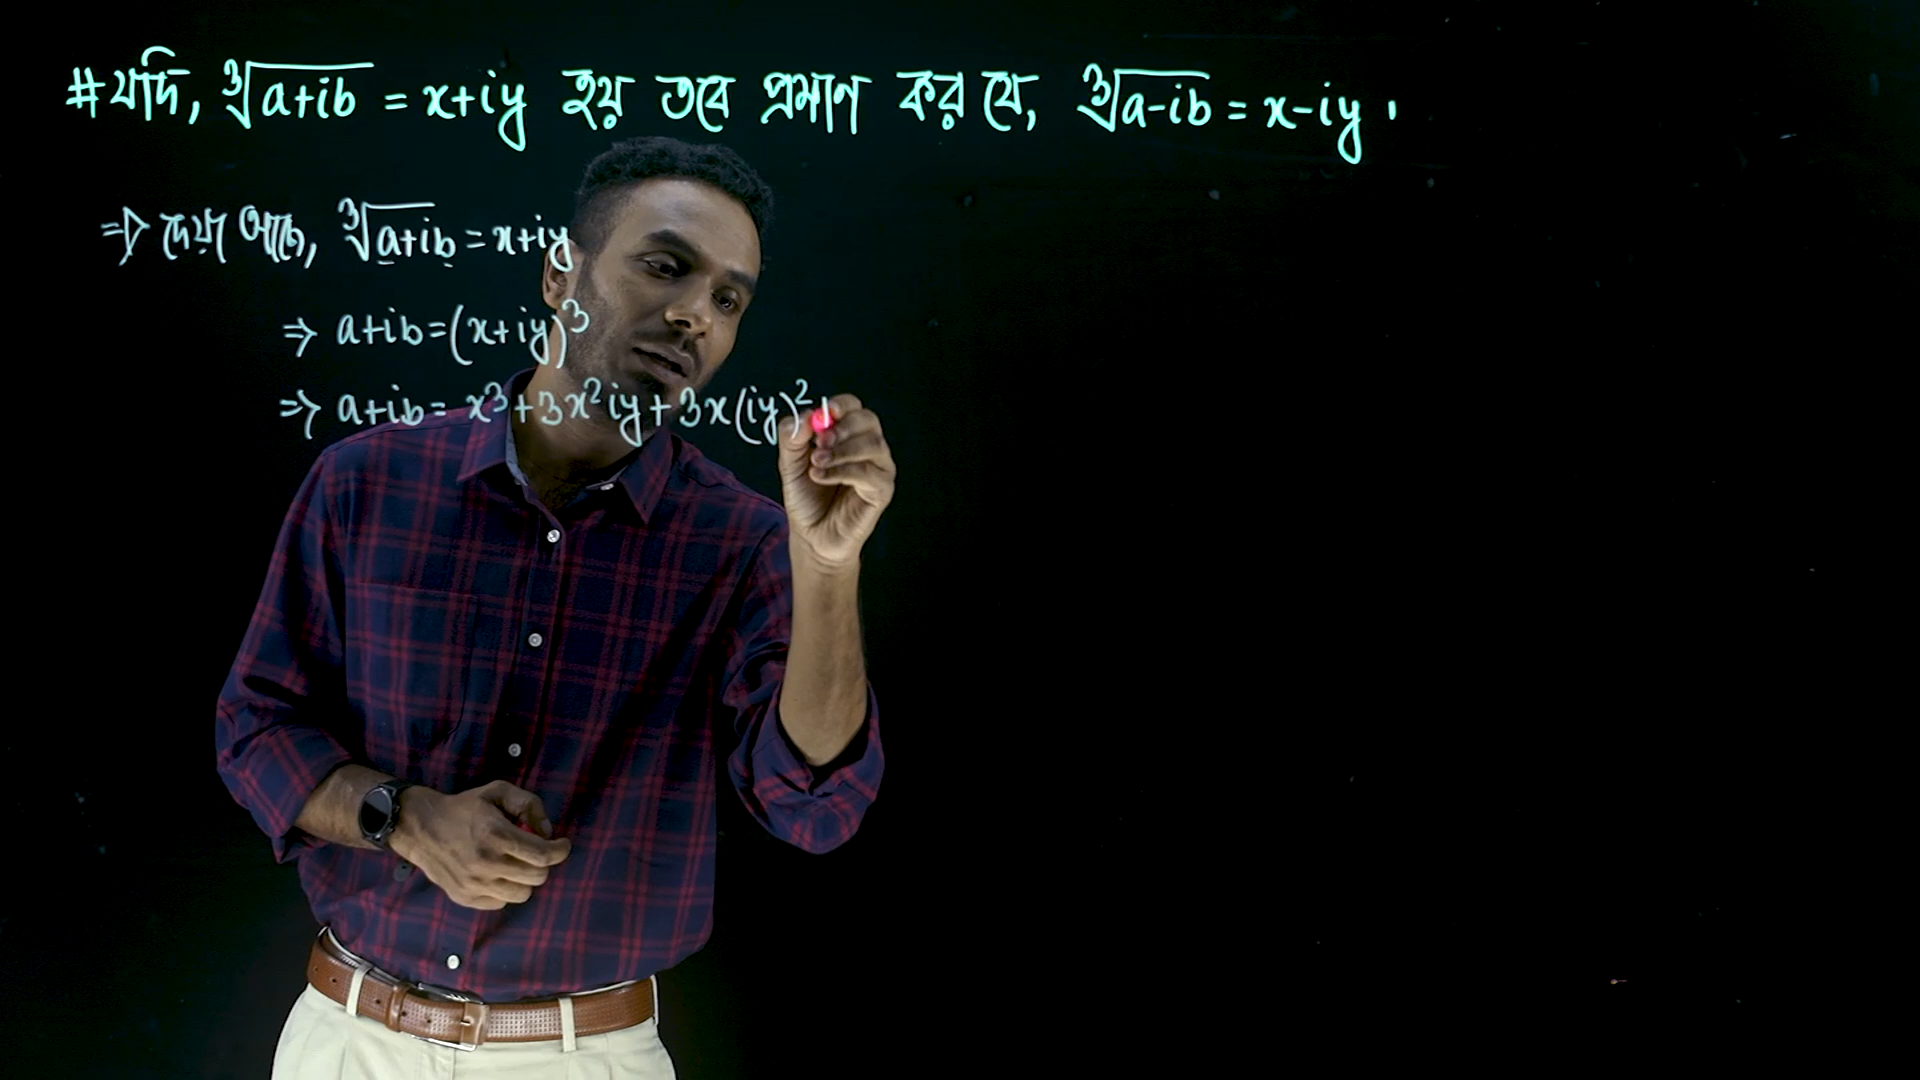 #যদি, ∛(a+ib) = x+iy হয় তবে প্রমাণ কর যে, ∛(a-ib) = x-iy ।
⇒ দেয়া আছে, ∛(a+ib) = x+iy
⇒ a+ib=(x+iy)³
⇒ a+ib= x³+3x²iy+3x(iy)²